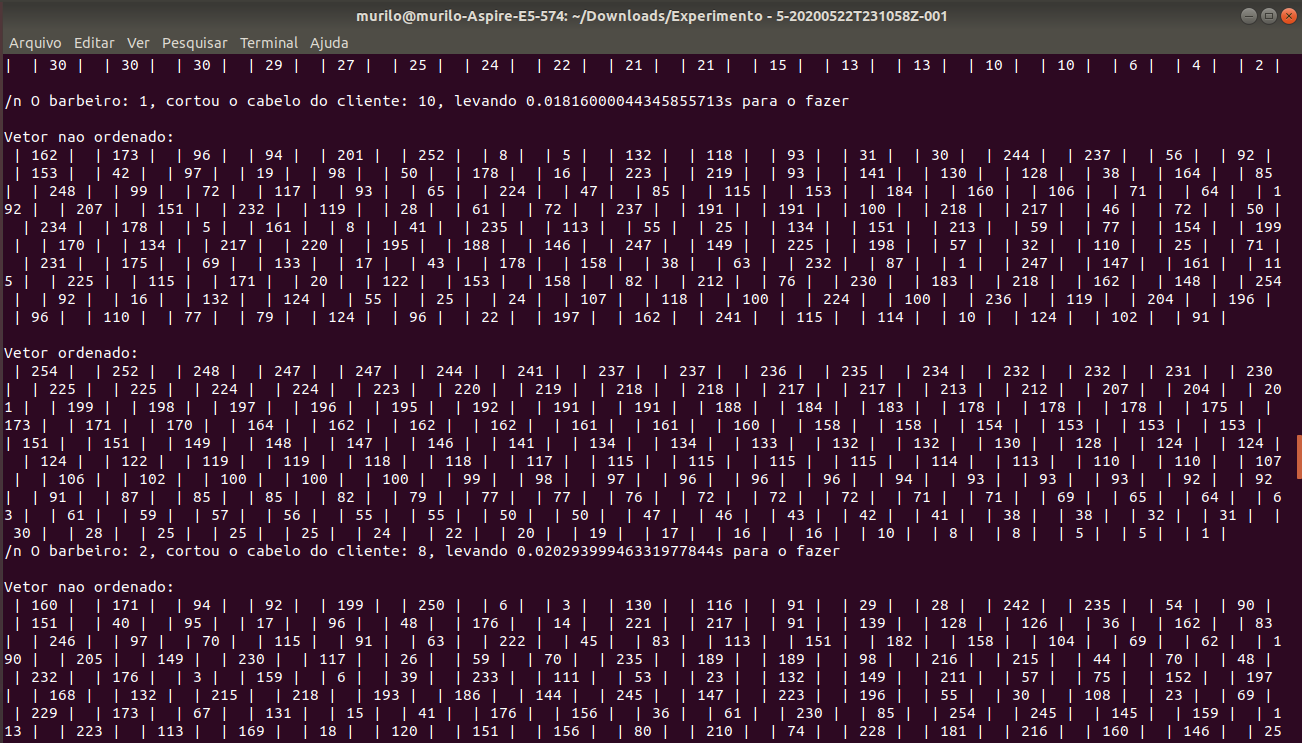 murilo@murilo-Aspire-E5-574: ~/Downloads/Experimento - 5-20200522T231058Z-001
Arquivo Editar Ver Pesquisar Terminal Ajuda
| | 30 | | 30 | | 30 | | 29 | | 27 | | 25 | | 24 | | 22 | | 21 | | 21 | | 15 | | 13 | | 13 | | 10 | | 10 | | 6 | | 4 | | 2 |
/n O barbeiro: 1, cortou o cabelo do cliente: 10, levando 0.01816000044345855713s para o fazer
Vetor nao ordenado:
| 162 | | 173 | | 96 | | 94 | | 201 | | 252 | | 8 | | 5 | | 132 | | 118 | | 93 | | 31 | | 30 | | 244 | | 237 | | 56 | | 92 |
| 153 | | 42 | | 97 | | 19 | | 98 | | 50 | | 178 | | 16 | | 223 | | 219 | | 93 | | 141 | | 130 | | 128 | | 38 | | 164 | | 85
| | 248 | | 99 | | 72 | | 117 | | 93 | | 65 | | 224 | | 47 | | 85 | | 115 | | 153 | | 184 | | 160 | | 106 | | 71 | | 64 | | 1
92 | | 207 | | 151 | | 232 | | 119 | | 28 | | 61 | | 72 | | 237 | | 191 | | 191 | | 100 | | 218 | | 217 | | 46 | | 72 | | 50 |
| 234 | | 178 | | 5 | | 161 | | 8 | | 41 | | 235 | | 113 | | 55 | | 25 | | 134 | | 151 | | 213 | | 59 | | 77 | | 154 | | 199
| | 170 | | 134 | | 217 | | 220 | | 195 | | 188 | | 146 | | 247 | | 149 | | 225 | | 198 | | 57 | | 32 | | 110 | | 25 | | 71 |
| 231 | | 175 | | 69 | | 133 | | 17 | | 43 | | 178 | | 158 | | 38 | | 63 | | 232 | | 87 | | 1 | | 247 | | 147 | | 161 | | 11
5 | | 225 | | 115 | | 171 | | 20 | | 122 | | 153 | | 158 | | 82 | | 212 | | 76 | | 230 | | 183 | | 218 | | 162 | | 148 | | 254
| | 92 | | 16 | | 132 | | 124 | | 55 | | 25 | | 24 | | 107 | | 118 | | 100 | | 224 | | 100 | | 236 | | 119 | | 204 | | 196 |
| 96 | | 110 | | 77 | | 79 | | 124 | | 96 | | 22 | | 197 | | 162 | | 241 | | 115 | | 114 | | 10 | | 124 | | 102 | | 91 |
Vetor ordenado:
| 254 | | 252 | | 248 | | 247 | | 247 | | 244 | | 241 | | 237 | | 237 | | 236 | | 235 | | 234 | | 232 | | 232 | | 231 | | 230
| | 225 | | 225 | | 224 | | 224 | | 223 | | 220 | | 219 | | 218 | | 218 | | 217 | | 217 | | 213 | | 212 | | 207 | | 204 | | 20
1 | | 199 | | 198 | | 197 | | 196 | | 195 | | 192 | | 191 | | 191 | | 188 | | 184 | | 183 | | 178 | | 178 | | 178 | | 175 | |
173 | | 171 | | 170 | | 164 | | 162 | | 162 | | 162 | | 161 | | 161 | | 160 | | 158 | | 158 | | 154 | | 153 | | 153 | | 153 |
| 151 | | 151 | | 149 | | 148 | | 147 | | 146 | | 141 | | 134 | | 134 | | 133 | | 132 | | 132 | | 130 | | 128 | | 124 | | 124 |
| 124 | | 122 | | 119 | | 119 | | 118 | | 118 | | 117 | | 115 | | 115 | | 115 | | 115 | | 114 | | 113 | | 110 | | 110 | | 107
| | 106 | | 102 | | 100 | | 100 | | 100 | | 99 | | 98 | | 97 | | 96 | | 96 | | 96 | | 94 | | 93 | | 93 | | 93 | | 92 | | 92
| | 91 | | 87 | | 85 | | 85 | | 82 | | 79 | | 77 | | 77 | | 76 | | 72 | | 72 | | 72 | | 71 | | 71 | | 69 | | 65 | | 64 | | 6
3 | | 61 | | 59 | | 57 | | 56 | | 55 | | 55 | | 50 | | 50 | | 47 | | 46 | | 43 | | 42 | | 41 | | 38 | | 38 | | 32 | | 31 | |
30 | | 28 | | 25 | | 25 | | 25 | | 24 | | 22 | | 20 | | 19 | | 17 | | 16 | | 16 | | 10 | | 8 | | 8 | | 5 | | 5 | | 1 |
/n O barbeiro: 2, cortou o cabelo do cliente: 8, levando 0.02029399946331977844s para o fazer
Vetor nao ordenado:
| 160 | | 171 | | 94 | | 92 | | 199 | | 250 | | 6 | | 3 | | 130 | | 116 | | 91 | | 29 | | 28 | | 242 | | 235 | | 54 | | 90 |
| 151 | | 40 | | 95 | | 17 | | 96 | | 48 | | 176 | | 14 | | 221 | | 217 | | 91 | | 139 | | 128 | | 126 | | 36 | | 162 | | 83
| | 246 | | 97 | | 70 | | 115 | | 91 | | 63 | | 222 | | 45 | | 83 | | 113 | | 151 | | 182 | | 158 | | 104 | | 69 | | 62 | | 1
90 | | 205 | | 149 | | 230 | | 117 | | 26 | | 59 | | 70 | | 235 | | 189 | | 189 | | 98 | | 216 | | 215 | | 44 | | 70 | | 48 |
| 232 | | 176 | | 3 | | 159 | | 6 | | 39 | | 233 | | 111 | | 53 | | 23 | | 132 | | 149 | | 211 | | 57 | | 75 | | 152 | | 197
| | 168 | | 132 | | 215 | | 218 | | 193 | | 186 | | 144 | | 245 | | 147 | | 223 | | 196 | | 55 | | 30 | | 108 | | 23 | | 69 |
| 229 | | 173 | | 67 | | 131 | | 15 | | 41 | | 176 | | 156 | | 36 | | 61 | | 230 | | 85 | | 254 | | 245 | | 145 | | 159 | | 1
13 | | 223 | | 113 | | 169 | | 18 | | 120 | | 151 | | 156 | | 80 | | 210 | | 74 | | 228 | | 181 | | 216 | | 160 | | 146 | | 25